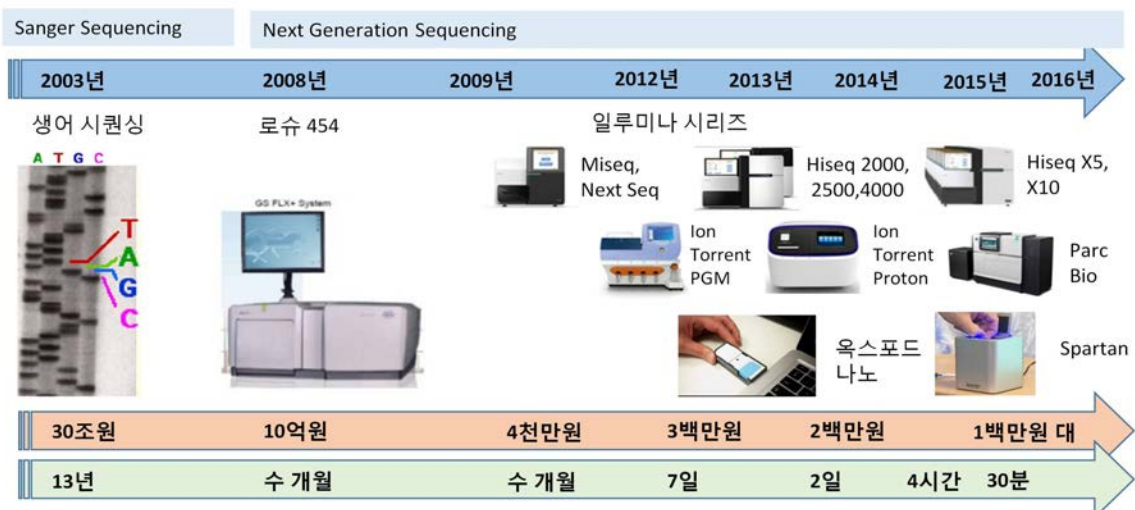 Sanger Sequencing
Next Generation Sequencing
2003년 2008년 2009년 2012년 2013년 2014년 2015년 2016년
생어 시퀀싱
로슈 454
일루미나 시리즈
A T G C
T
A
G
C
GS FLX+ System
Miseq,
Next Seq
Hiseq 2000,
2500,4000
Hiseq X5,
X10
Ion
Torrent
PGM
Ion
Torrent
Proton
Parc
Bio
옥스포드
나노
Spartan
30조원 10억원 4천만원 3백만원 2백만원 1백만원 대
13년 수 개월 수 개월 7일 2일 4시간 30분